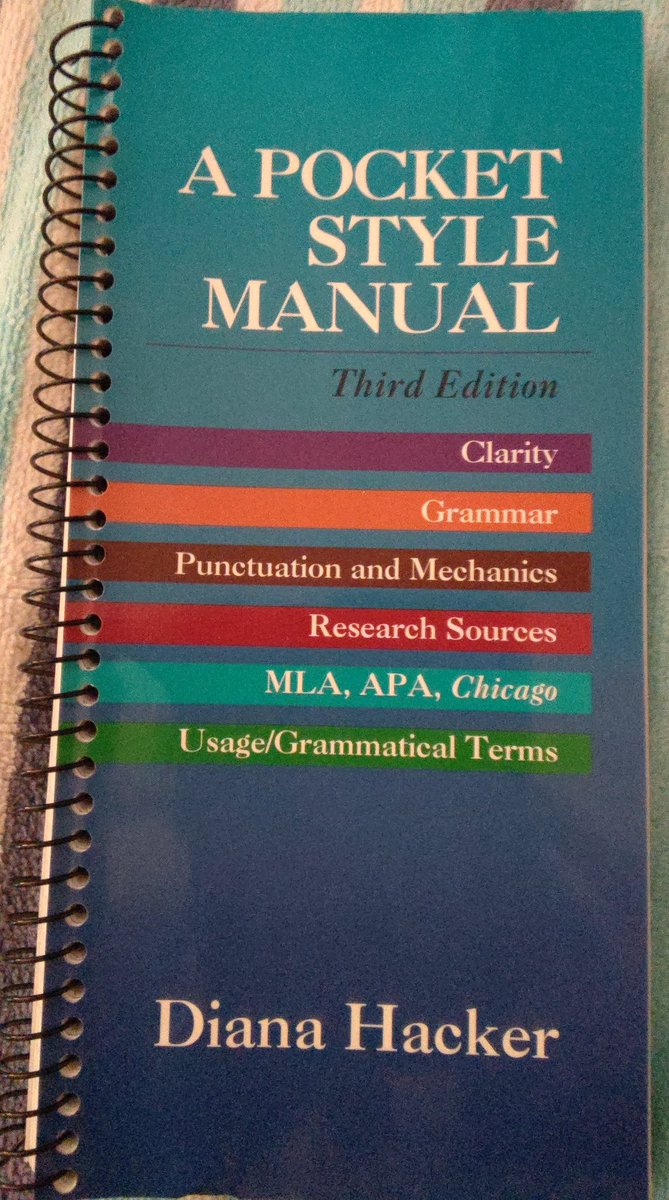 A POCKET
STYLE
MANUAL
Third Edition
Clarity
Grammar
Punctuation and Mechanics
Research Sources
MLA, APA, Chicago
Usage/Grammatical Terms
Diana Hacker